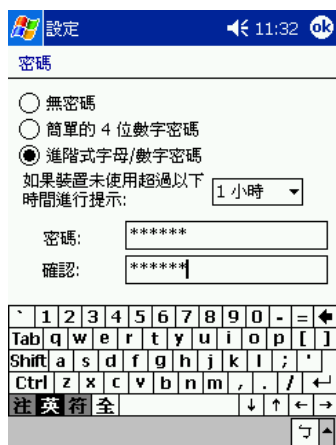 設定 11:32 ok
密碼
無密碼
簡單的 4 位數字密碼
進階式字母/數字密碼
如果裝置未使用超過以下
時間進行提示:
1 小時
密碼: ******
確認: ******
` 1 2 3 4 5 6 7 8 9 0 - =
Tab q w e r t y u i o p [ ]
Shift a s d f g h j k l ; '
Ctrl z x c v b n m , . /
注 英 符 全
ㄅ